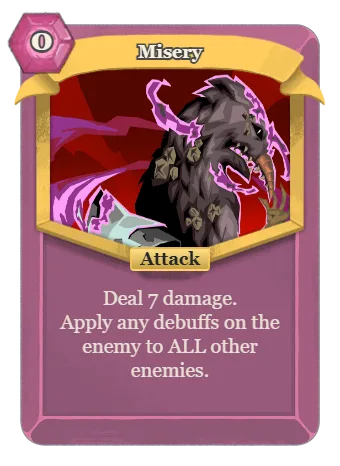 0
Misery
Attack
Deal 7 damage.
Apply any debuffs on the
enemy to ALL other
enemies.